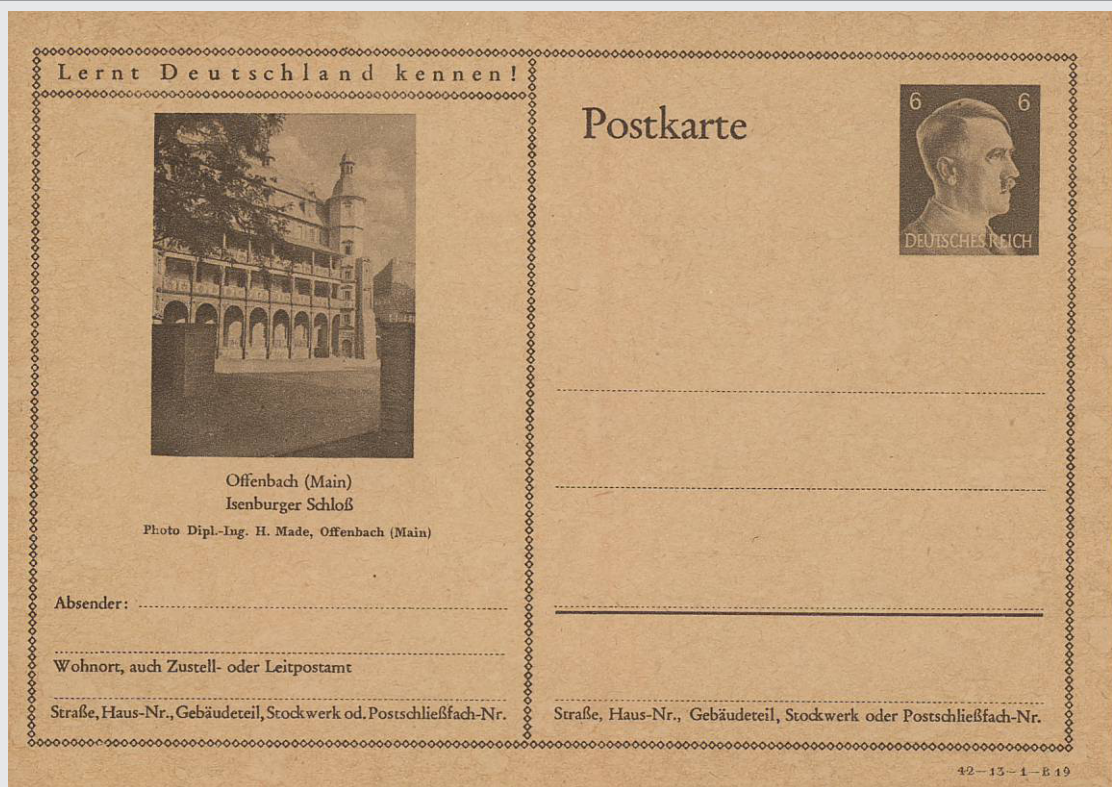 Lernt Deutschland kennen!
Offenbach (Main)
Isenburger Schloß
Photo Dipl.-Ing. H. Made, Offenbach (Main)
Absender:
Wohnort, auch Zustell- oder Leitpostamt
Straße, Haus-Nr., Gebäudeteil, Stockwerk od. Postschließfach-Nr.
Postkarte
6 6
DEUTSCHES REICH
Straße, Haus-Nr., Gebäudeteil, Stockwerk oder Postschließfach-Nr.
42–13–1–B 19